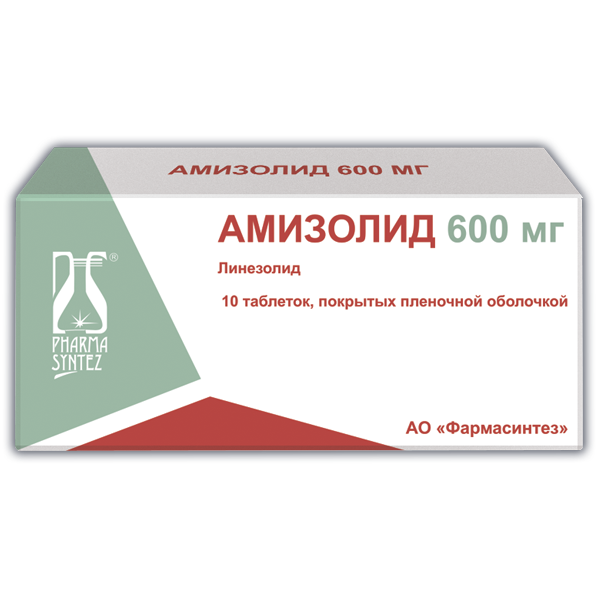 АМИЗОЛИД 600 МГ
АМИЗОЛИД 600 мг
Линезолид
10 таблеток, покрытых пленочной оболочкой
®
PHARMA
SYNTEZ
АО «Фармасинтез»